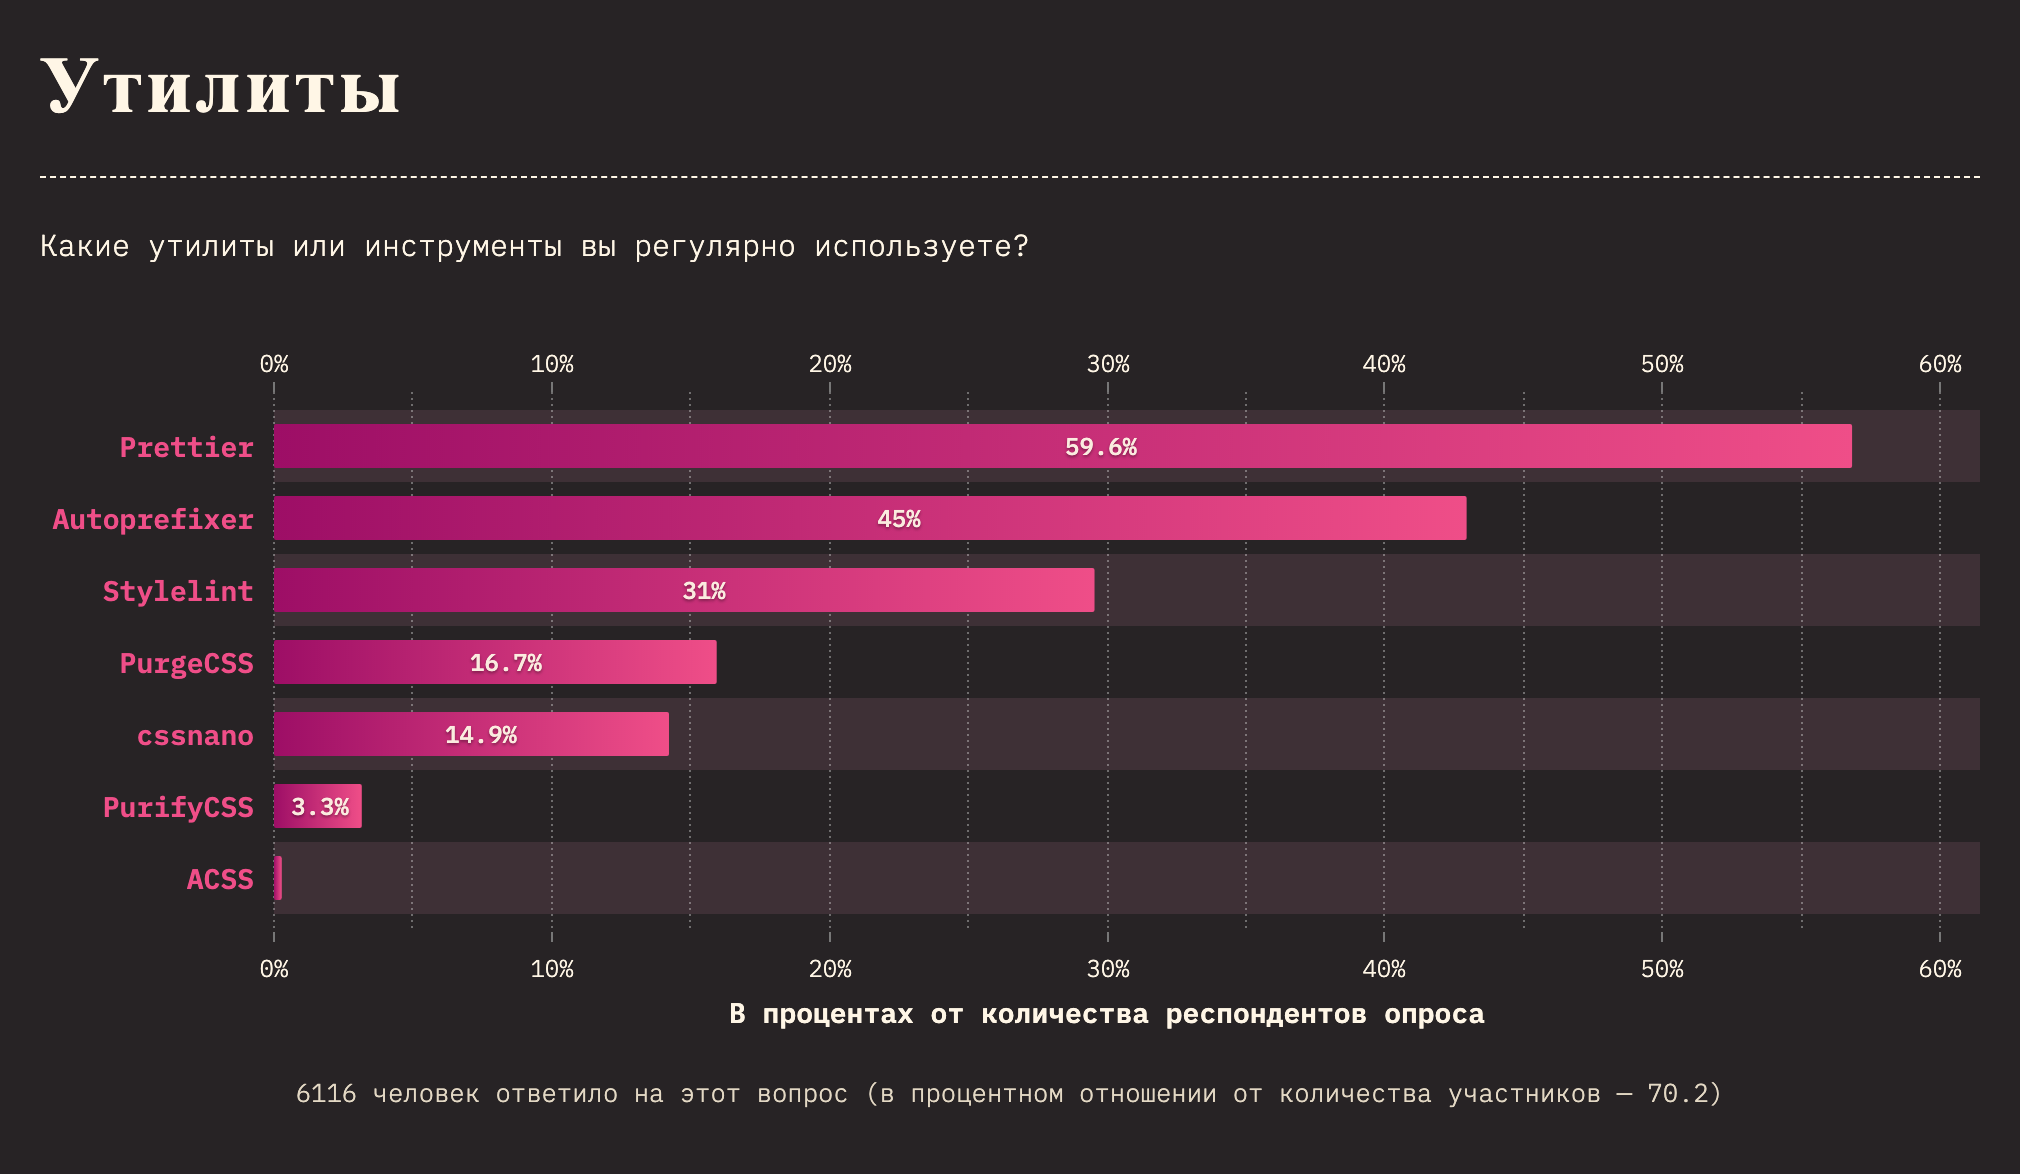 Утилиты
Какие утилиты или инструменты вы регулярно используете?
0% 10% 20% 30% 40% 50% 60%
Prettier 59.6%
Autoprefixer 45%
Stylelint 31%
PurgeCSS 16.7%
cssnano 14.9%
PurifyCSS 3.3%
ACSS
0% 10% 20% 30% 40% 50% 60%
В процентах от количества респондентов опроса
6116 человек ответило на этот вопрос (в процентном отношении от количества участников — 70.2)